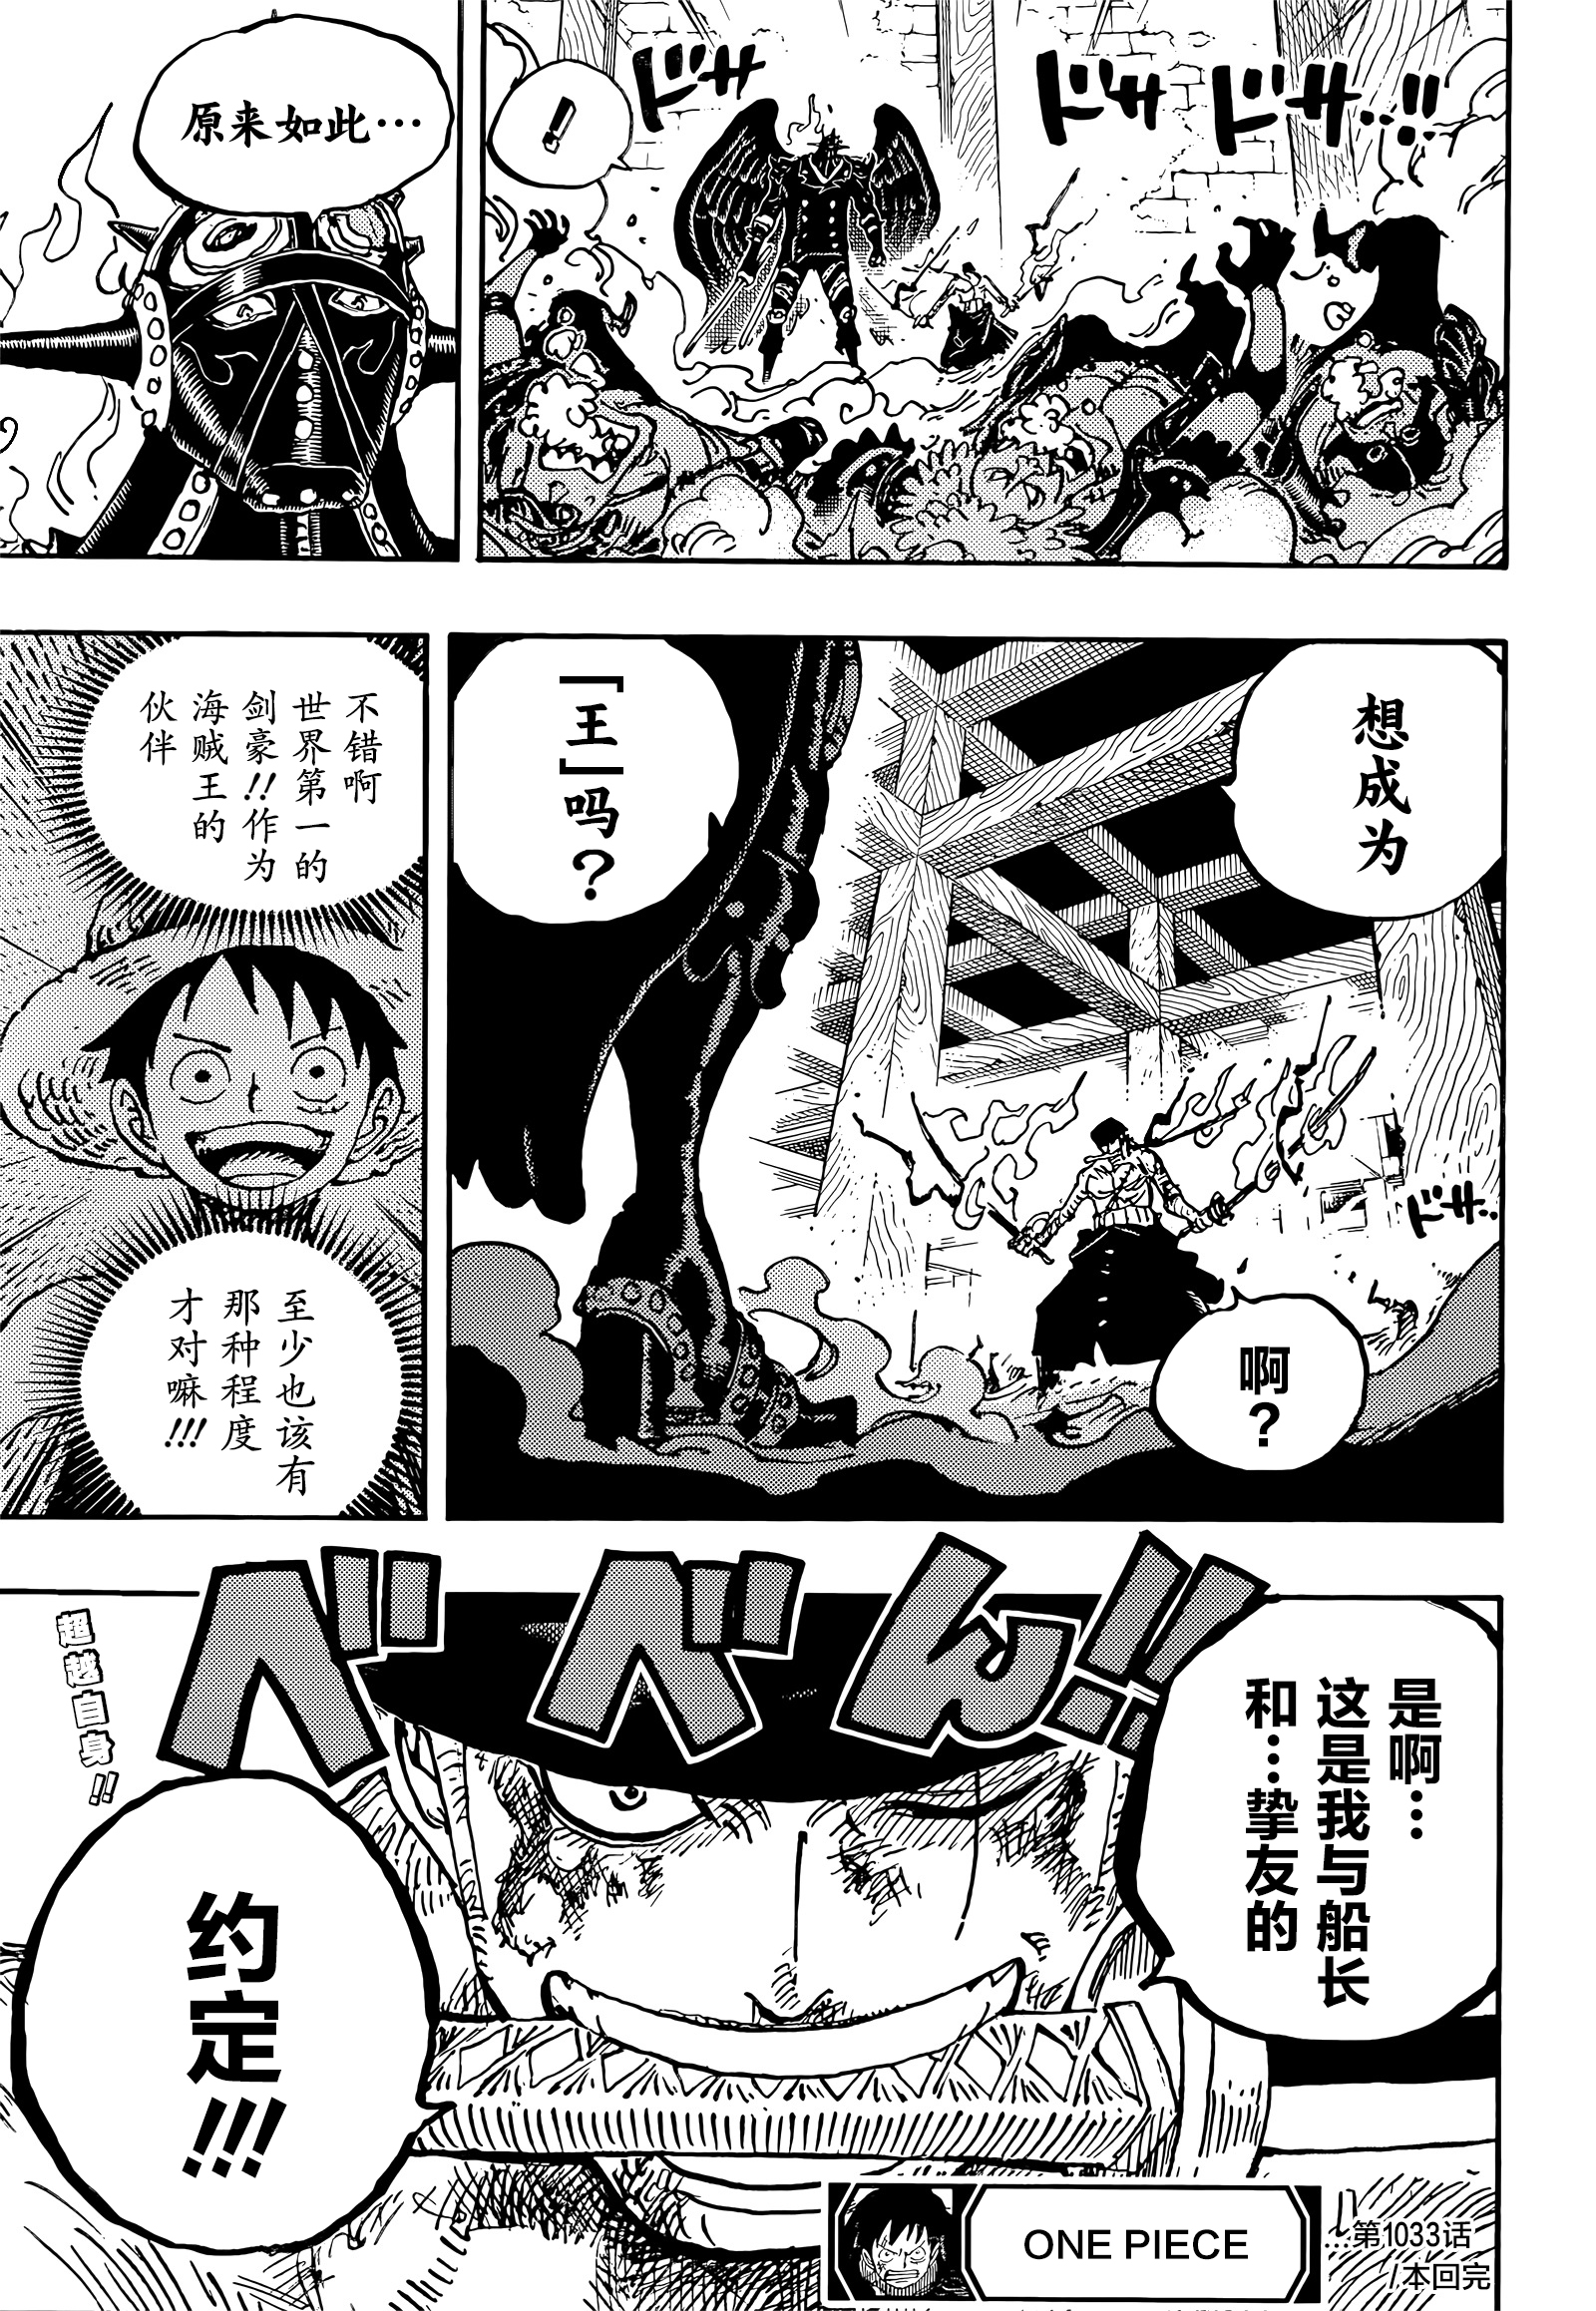 ドサ
ドサ
ドサ…!!
!
原来如此…
想成为
「王」吗？
ドサ…
啊？
不错啊
世界第一的
剑豪!!作为
海贼王的
伙伴
至少也该有
那种程度
才对嘛!!!
べべん!!
是啊…
这是我与船长
和…挚友的
约定!!!
超越自身!!
ONE PIECE
…第1033话
/本回完